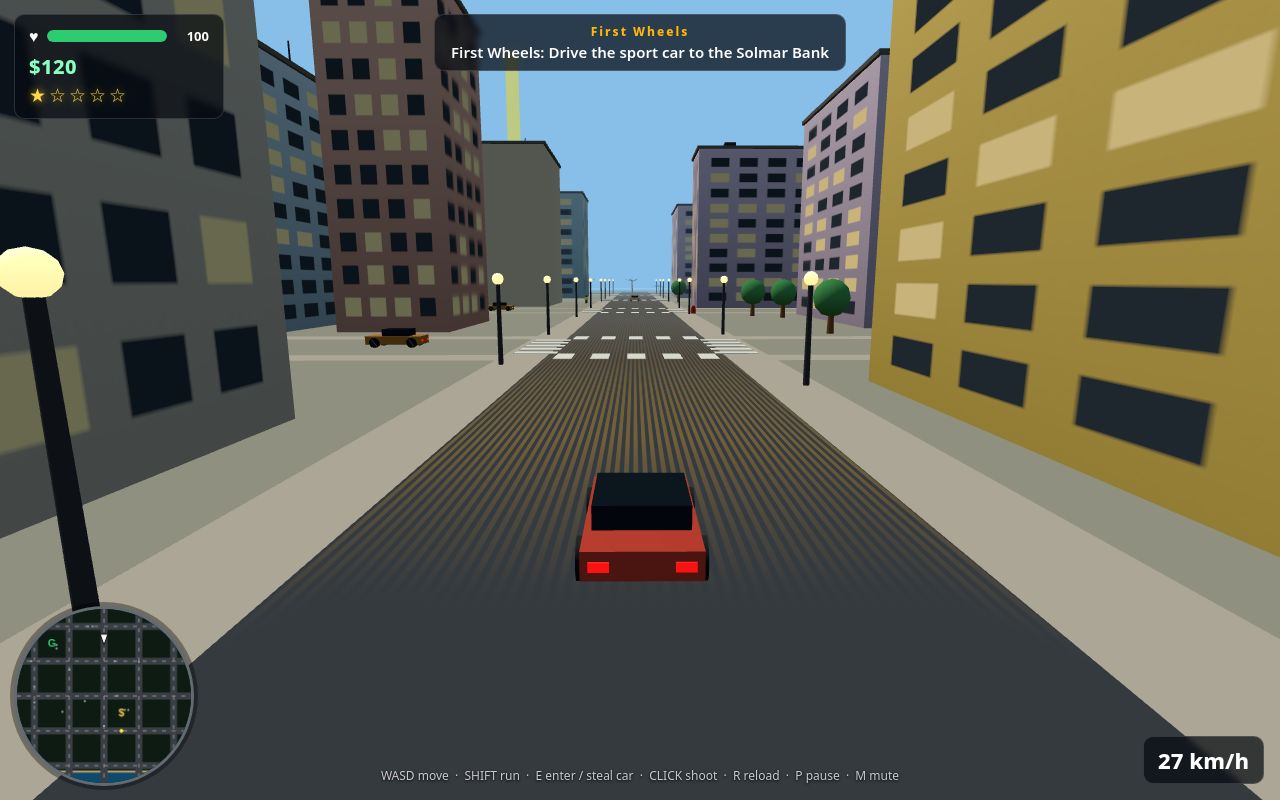 ♥ 100
$120
★☆☆☆☆
First Wheels
First Wheels: Drive the sport car to the Solmar Bank
G
$
WASD move · SHIFT run · E enter / steal car · CLICK shoot · R reload · P pause · M mute
27 km/h